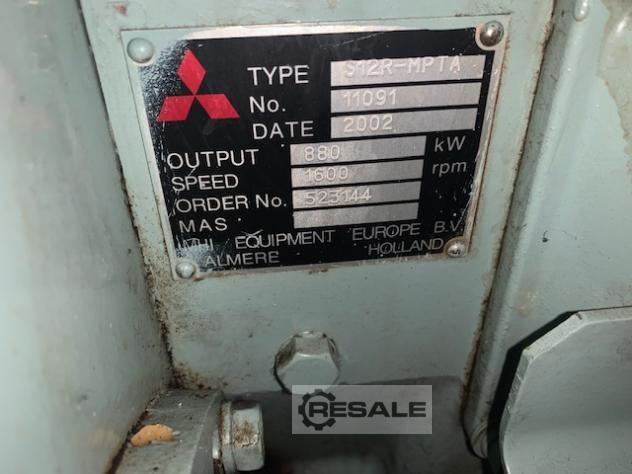 TYPE S12R-MPTA
No. 11091
DATE 2002
OUTPUT 880 kW
SPEED 1600 rpm
ORDER No. 523144
MAS
MHI EQUIPMENT EUROPE B.V.
ALMERE HOLLAND
RESALE